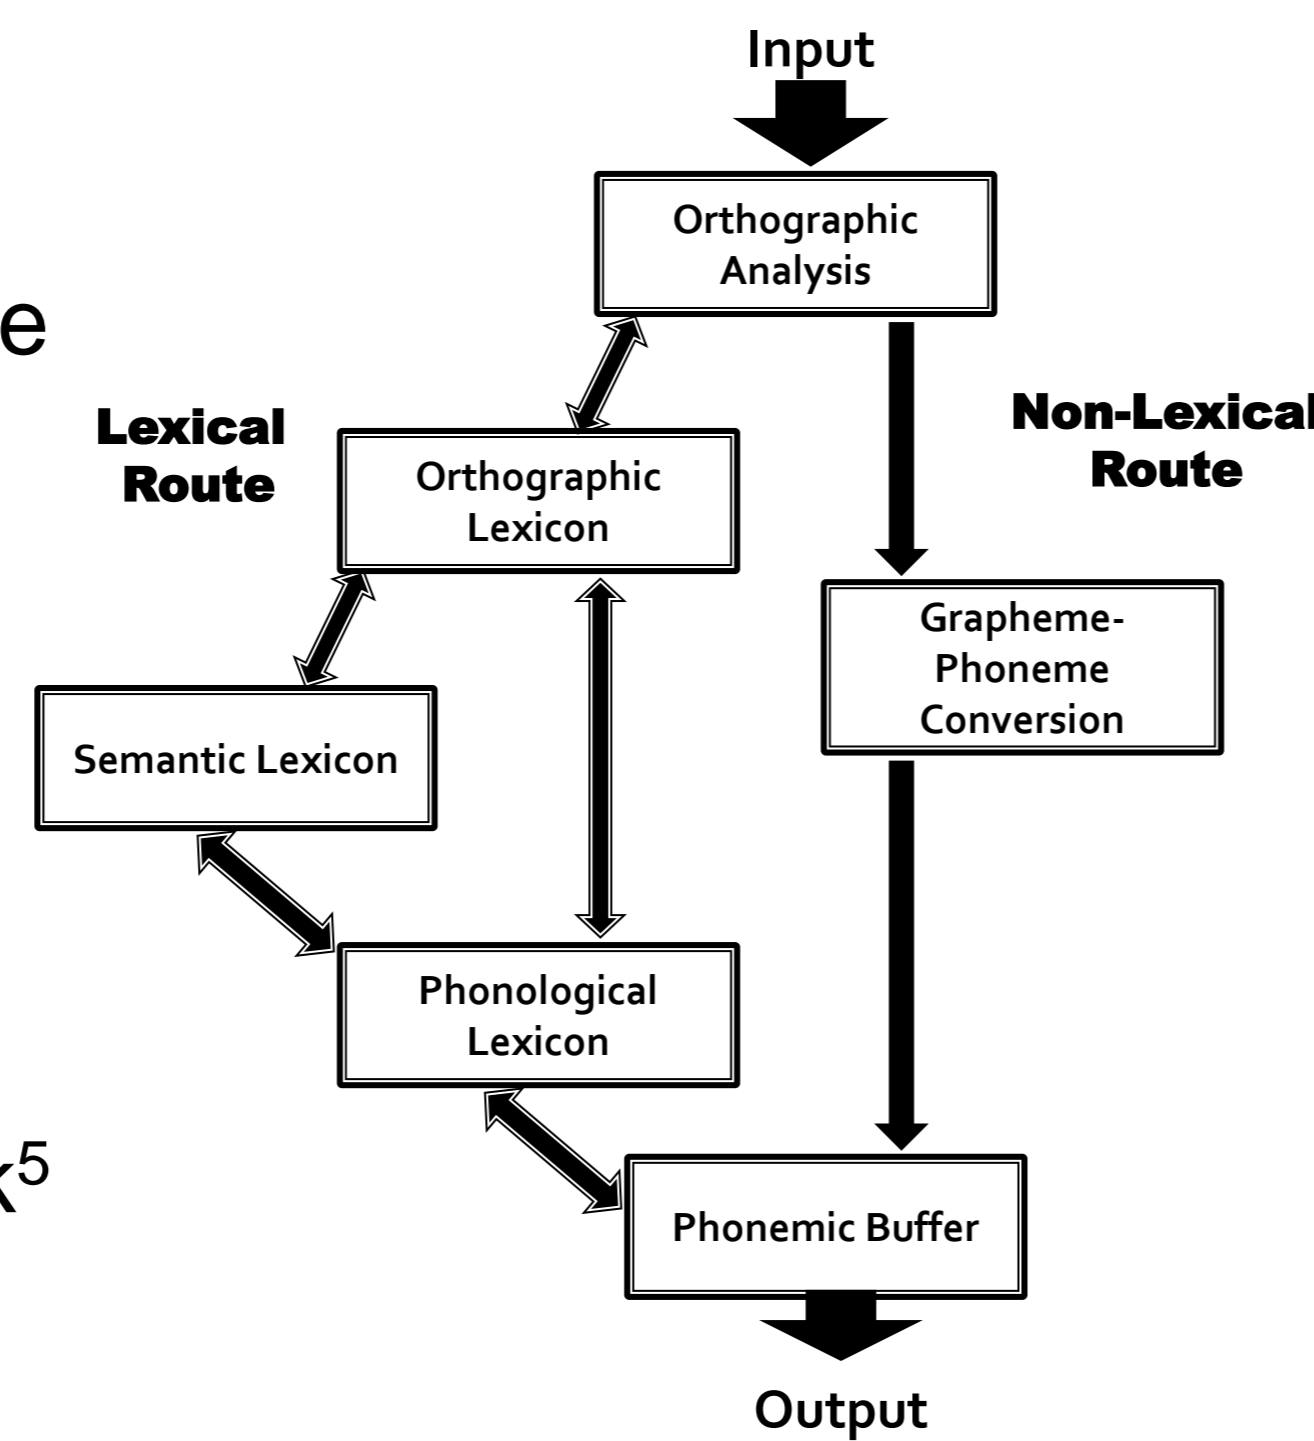 Input
Orthographic
Analysis
e
Lexical
Route
Non-Lexical
Route
Orthographic
Lexicon
Grapheme-
Phoneme
Conversion
Semantic Lexicon
Phonological
Lexicon
k⁵
Phonemic Buffer
Output